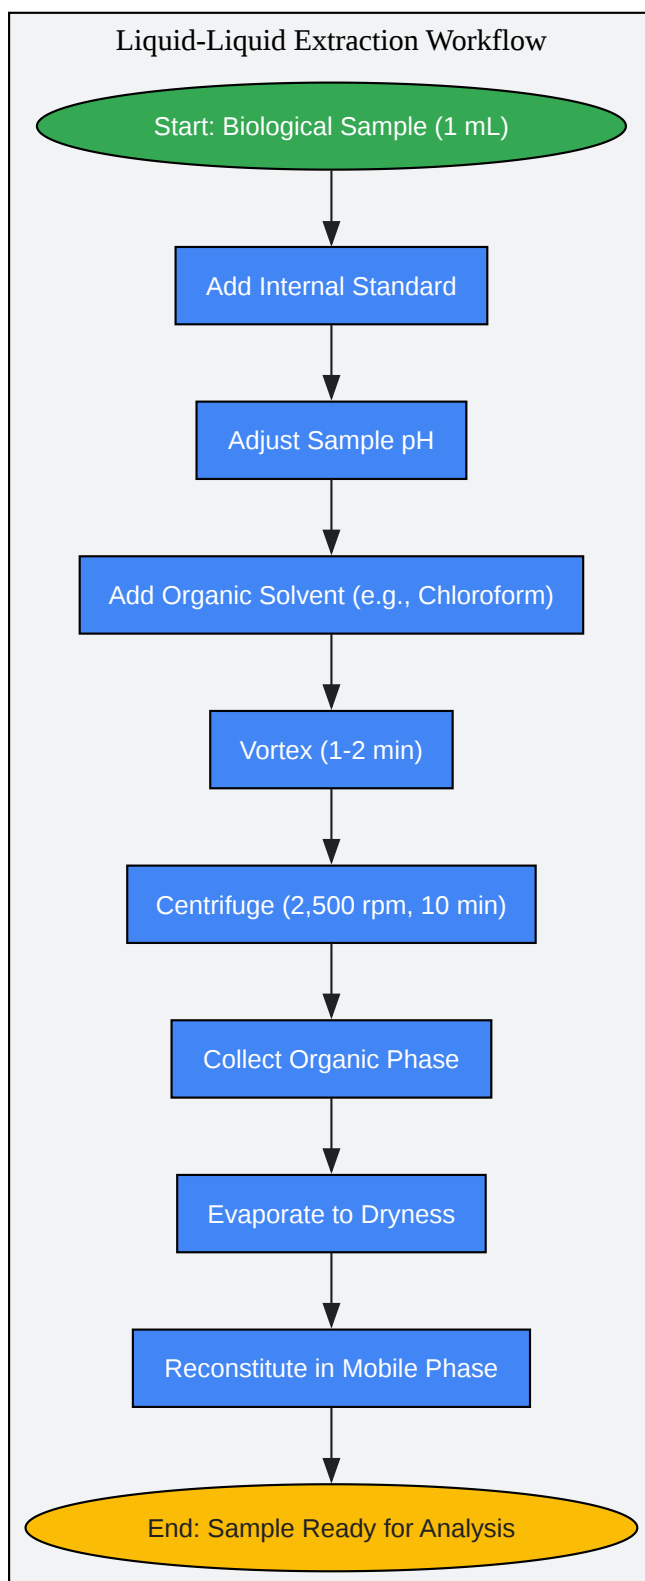 Liquid-Liquid Extraction Workflow
Start: Biological Sample (1 mL)
Add Internal Standard
Adjust Sample pH
Add Organic Solvent (e.g., Chloroform)
Vortex (1-2 min)
Centrifuge (2,500 rpm, 10 min)
Collect Organic Phase
Evaporate to Dryness
Reconstitute in Mobile Phase
End: Sample Ready for Analysis